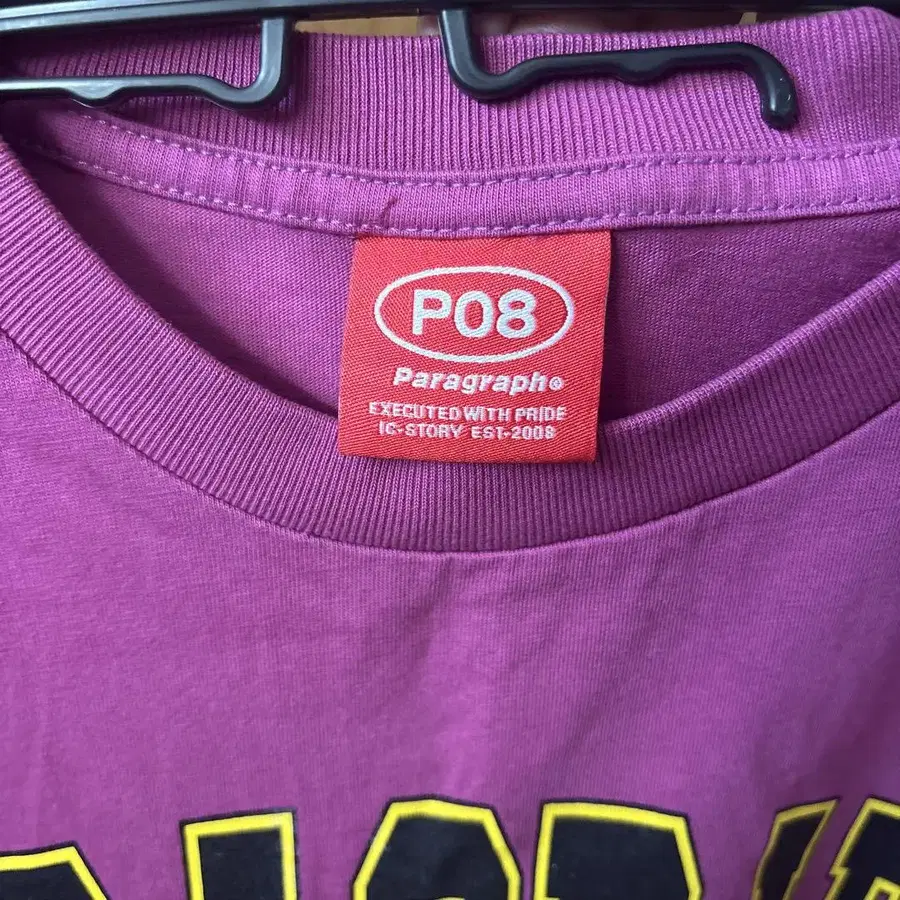 P08
Paragraph®
EXECUTED WITH PRIDE
IC-STORY EST-2008